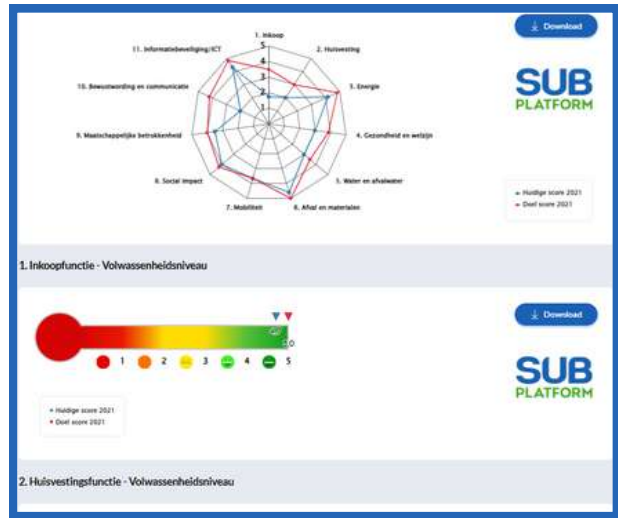 1. Inkoop
Download
11. Informatiebeveiliging/ICT
2. Huisvesting
5
4
3
2
1
10. Bewustwording en communicatie
3. Energie
SUB
PLATFORM
9. Maatschappelijke betrokkenheid
4. Gezondheid en welzijn
8. Social impact
5. Water en afvalwater
Huidige score 2021
Doel score 2021
7. Mobiliteit
6. Afval en materialen
1. Inkoopfunctie - Volwassenheidsniveau
Download
1 2 3 4 5
SUB
PLATFORM
Huidige score 2021
Doel score 2021
2. Huisvestingsfunctie - Volwassenheidsniveau